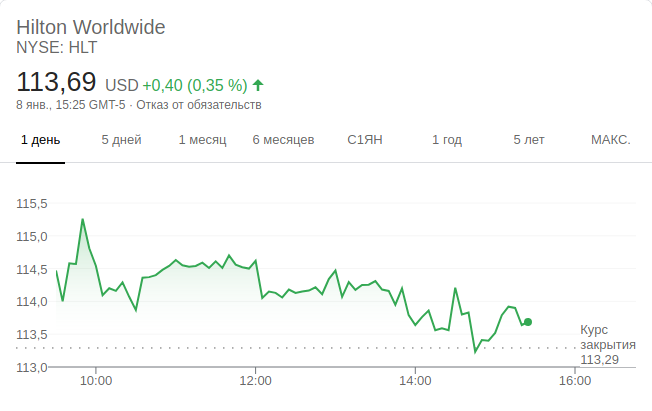 Hilton Worldwide
NYSE: HLT
113,69 USD +0,40 (0,35 %)
8 янв., 15:25 GMT-5 · Отказ от обязательств
1 день 5 дней 1 месяц 6 месяцев С1ЯН 1 год 5 лет МАКС.
115,5
115,0
114,5
114,0
113,5
113,0
Курс
закрытия
113,29
10:00 12:00 14:00 16:00